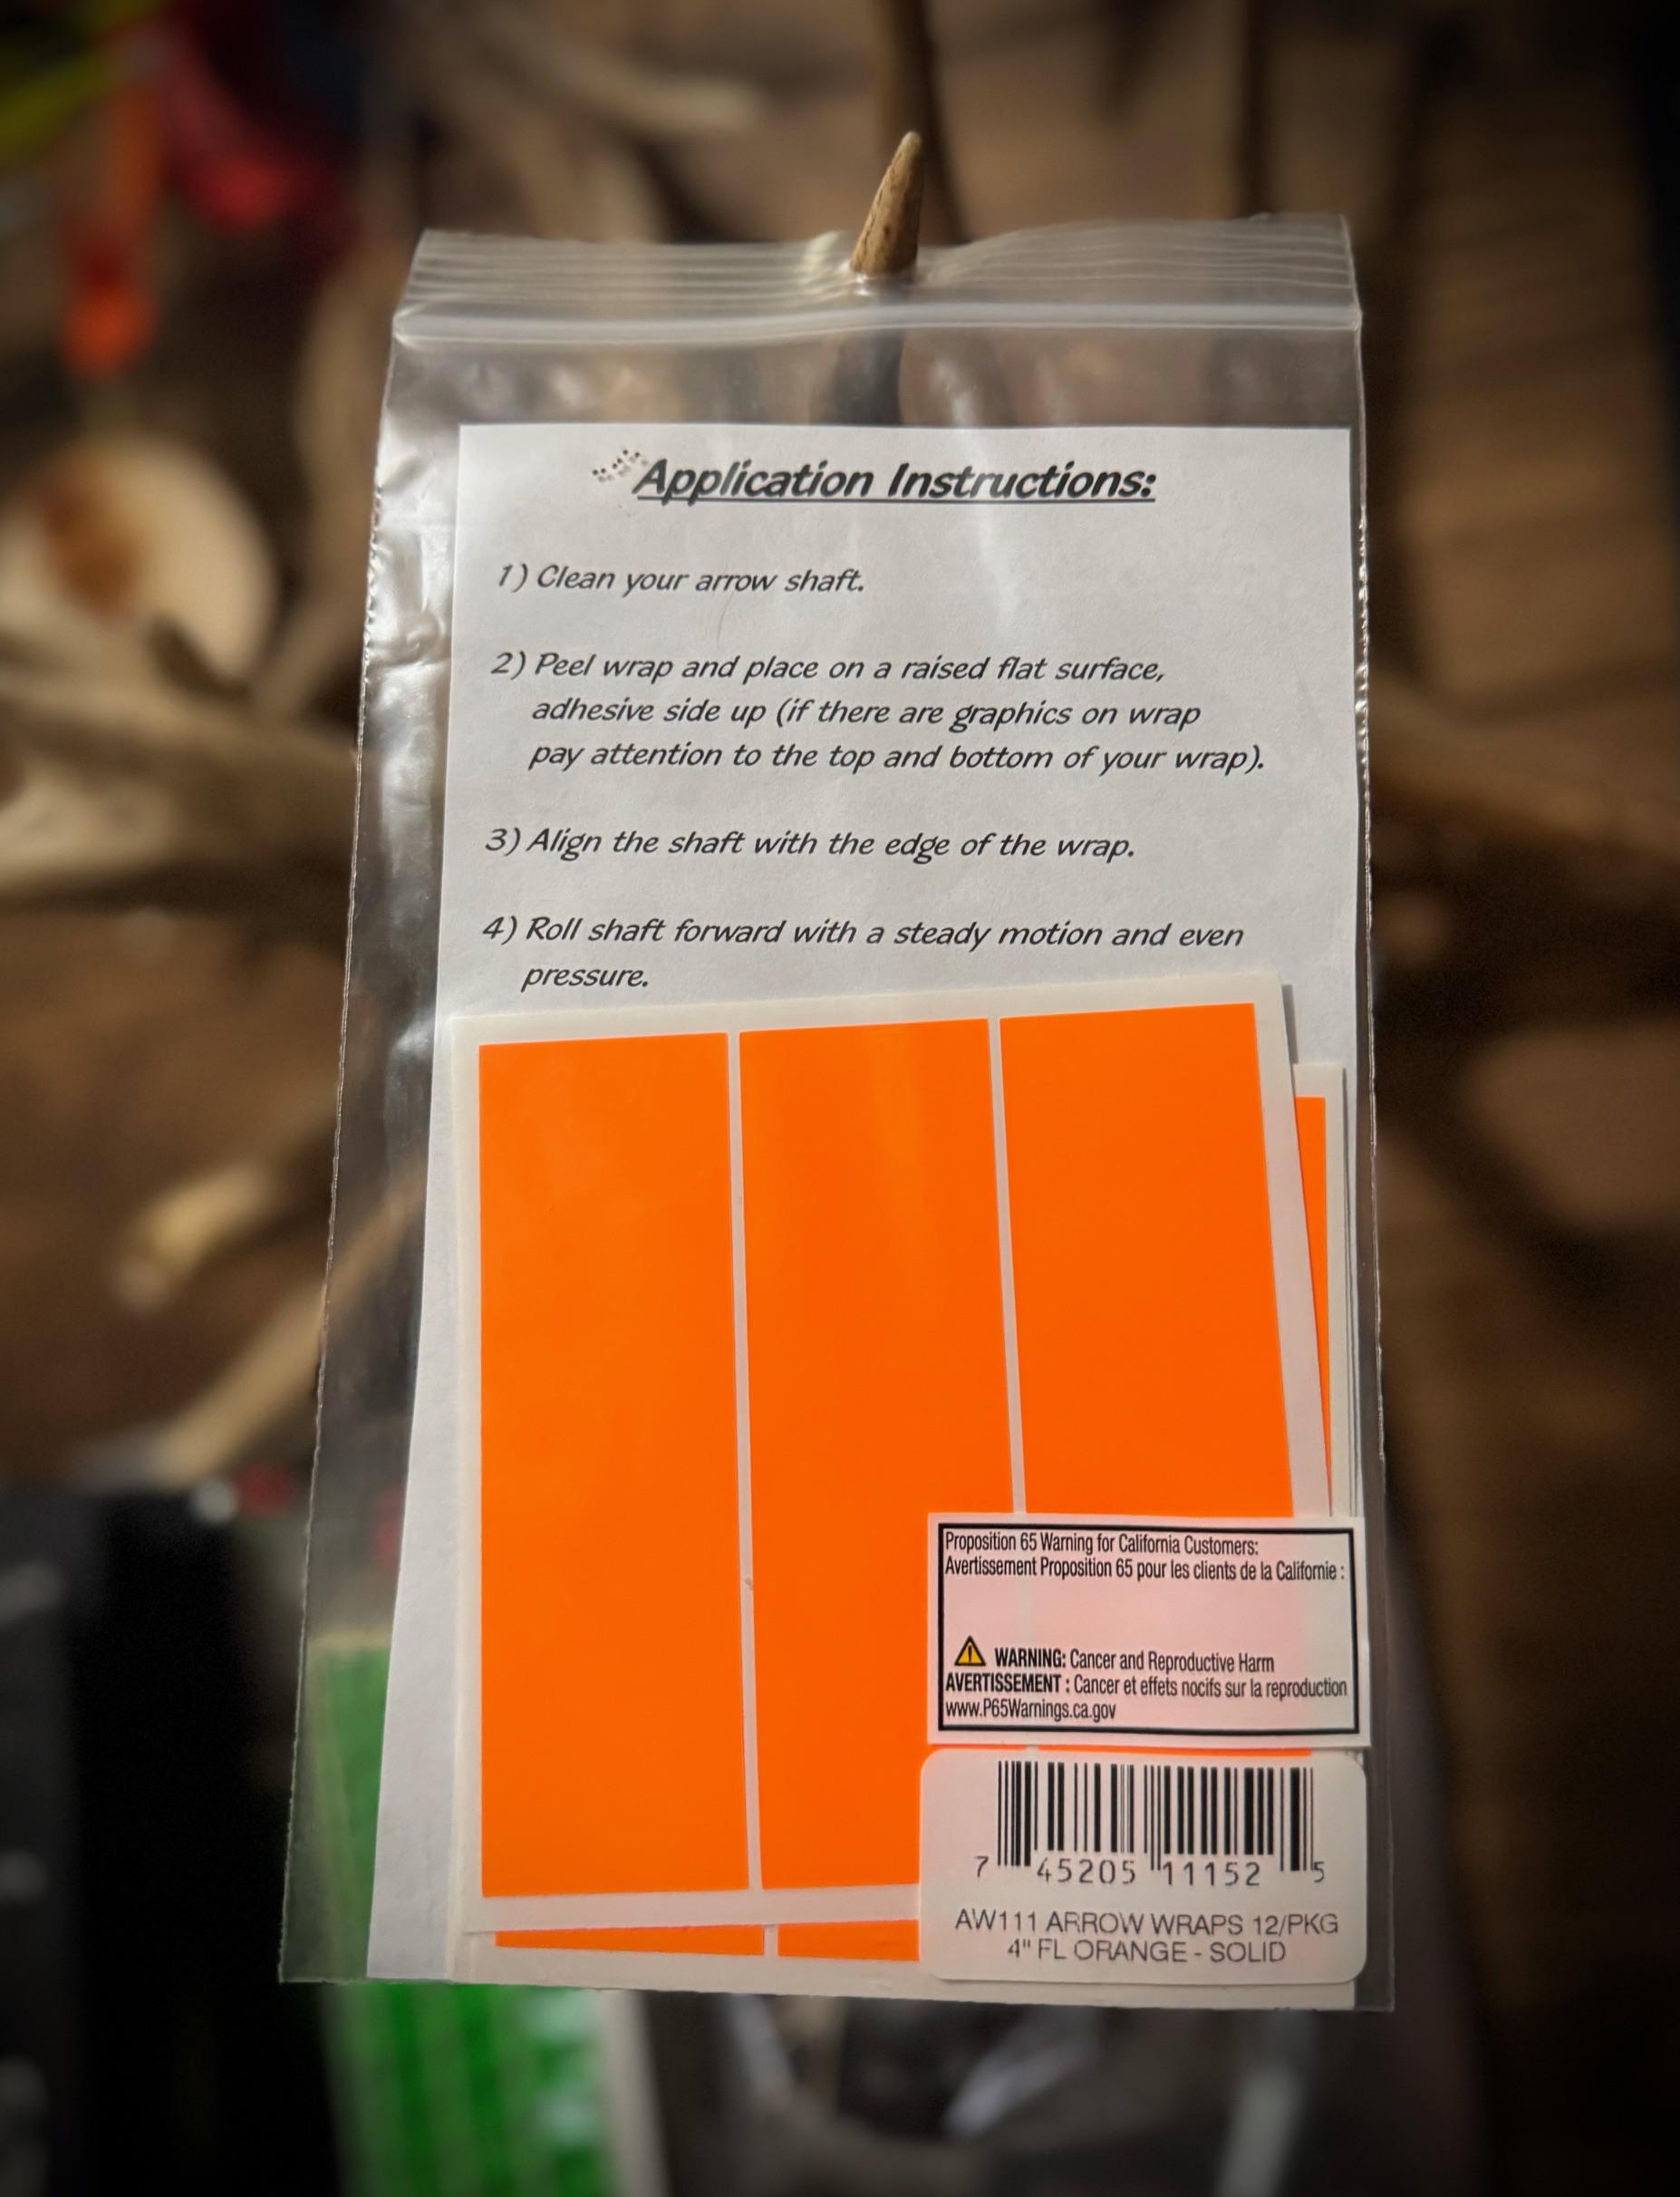 Application Instructions:
1) Clean your arrow shaft.
2) Peel wrap and place on a raised flat surface,
adhesive side up (if there are graphics on wrap
pay attention to the top and bottom of your wrap).
3) Align the shaft with the edge of the wrap.
4) Roll shaft forward with a steady motion and even
pressure.
Proposition 65 Warning for California Customers:
Avertissement Proposition 65 pour les clients de la Californie :
WARNING: Cancer and Reproductive Harm
AVERTISSEMENT : Cancer et effets nocifs sur la reproduction
www.P65Warnings.ca.gov
7 45205 11152 5
AW111 ARROW WRAPS 12/PKG
4" FL ORANGE - SOLID